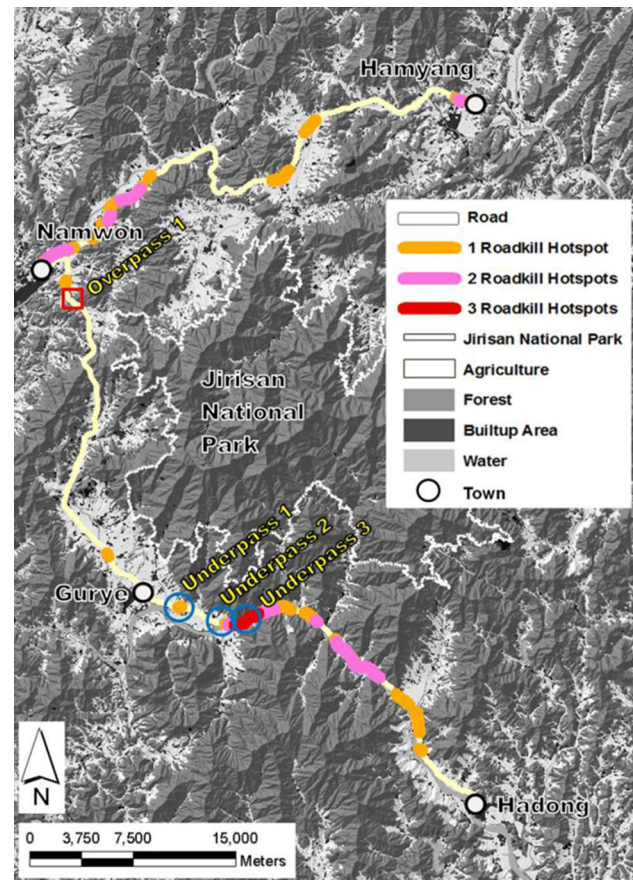 Hamyang
Namwon
Overpass 1
Road
1 Roadkill Hotspot
2 Roadkill Hotspots
3 Roadkill Hotspots
Jirisan National Park
Agriculture
Forest
Builtup Area
Water
Town
Jirisan
National
Park
Underpass 1
Underpass 2
Underpass 3
Gurye
Hadong
N
0 3,750 7,500 15,000
Meters